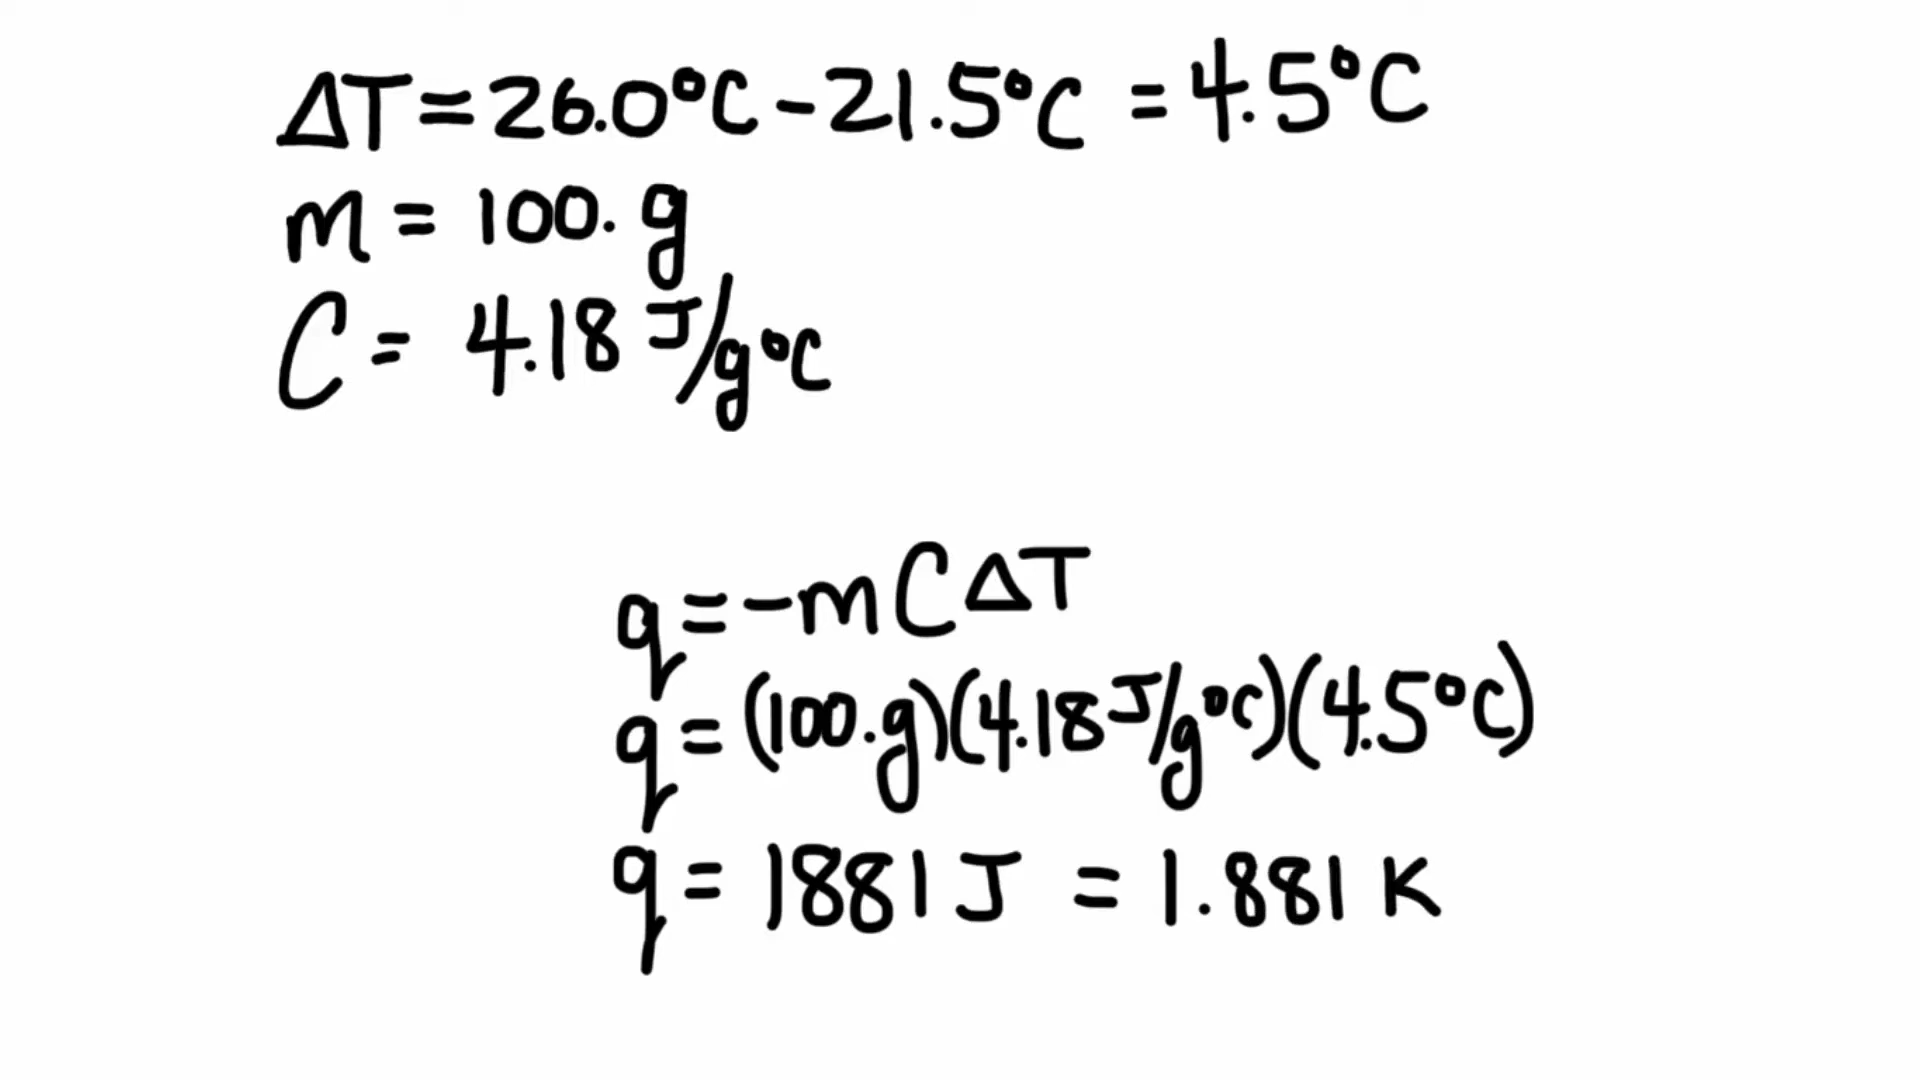 ΔT = 26.0°C - 21.5°C = 4.5°C
m = 100. g
C = 4.18 J/g°C
q = -mCΔT
q = (100.g)(4.18 J/g°C)(4.5°C)
q = 1881 J = 1.881 K